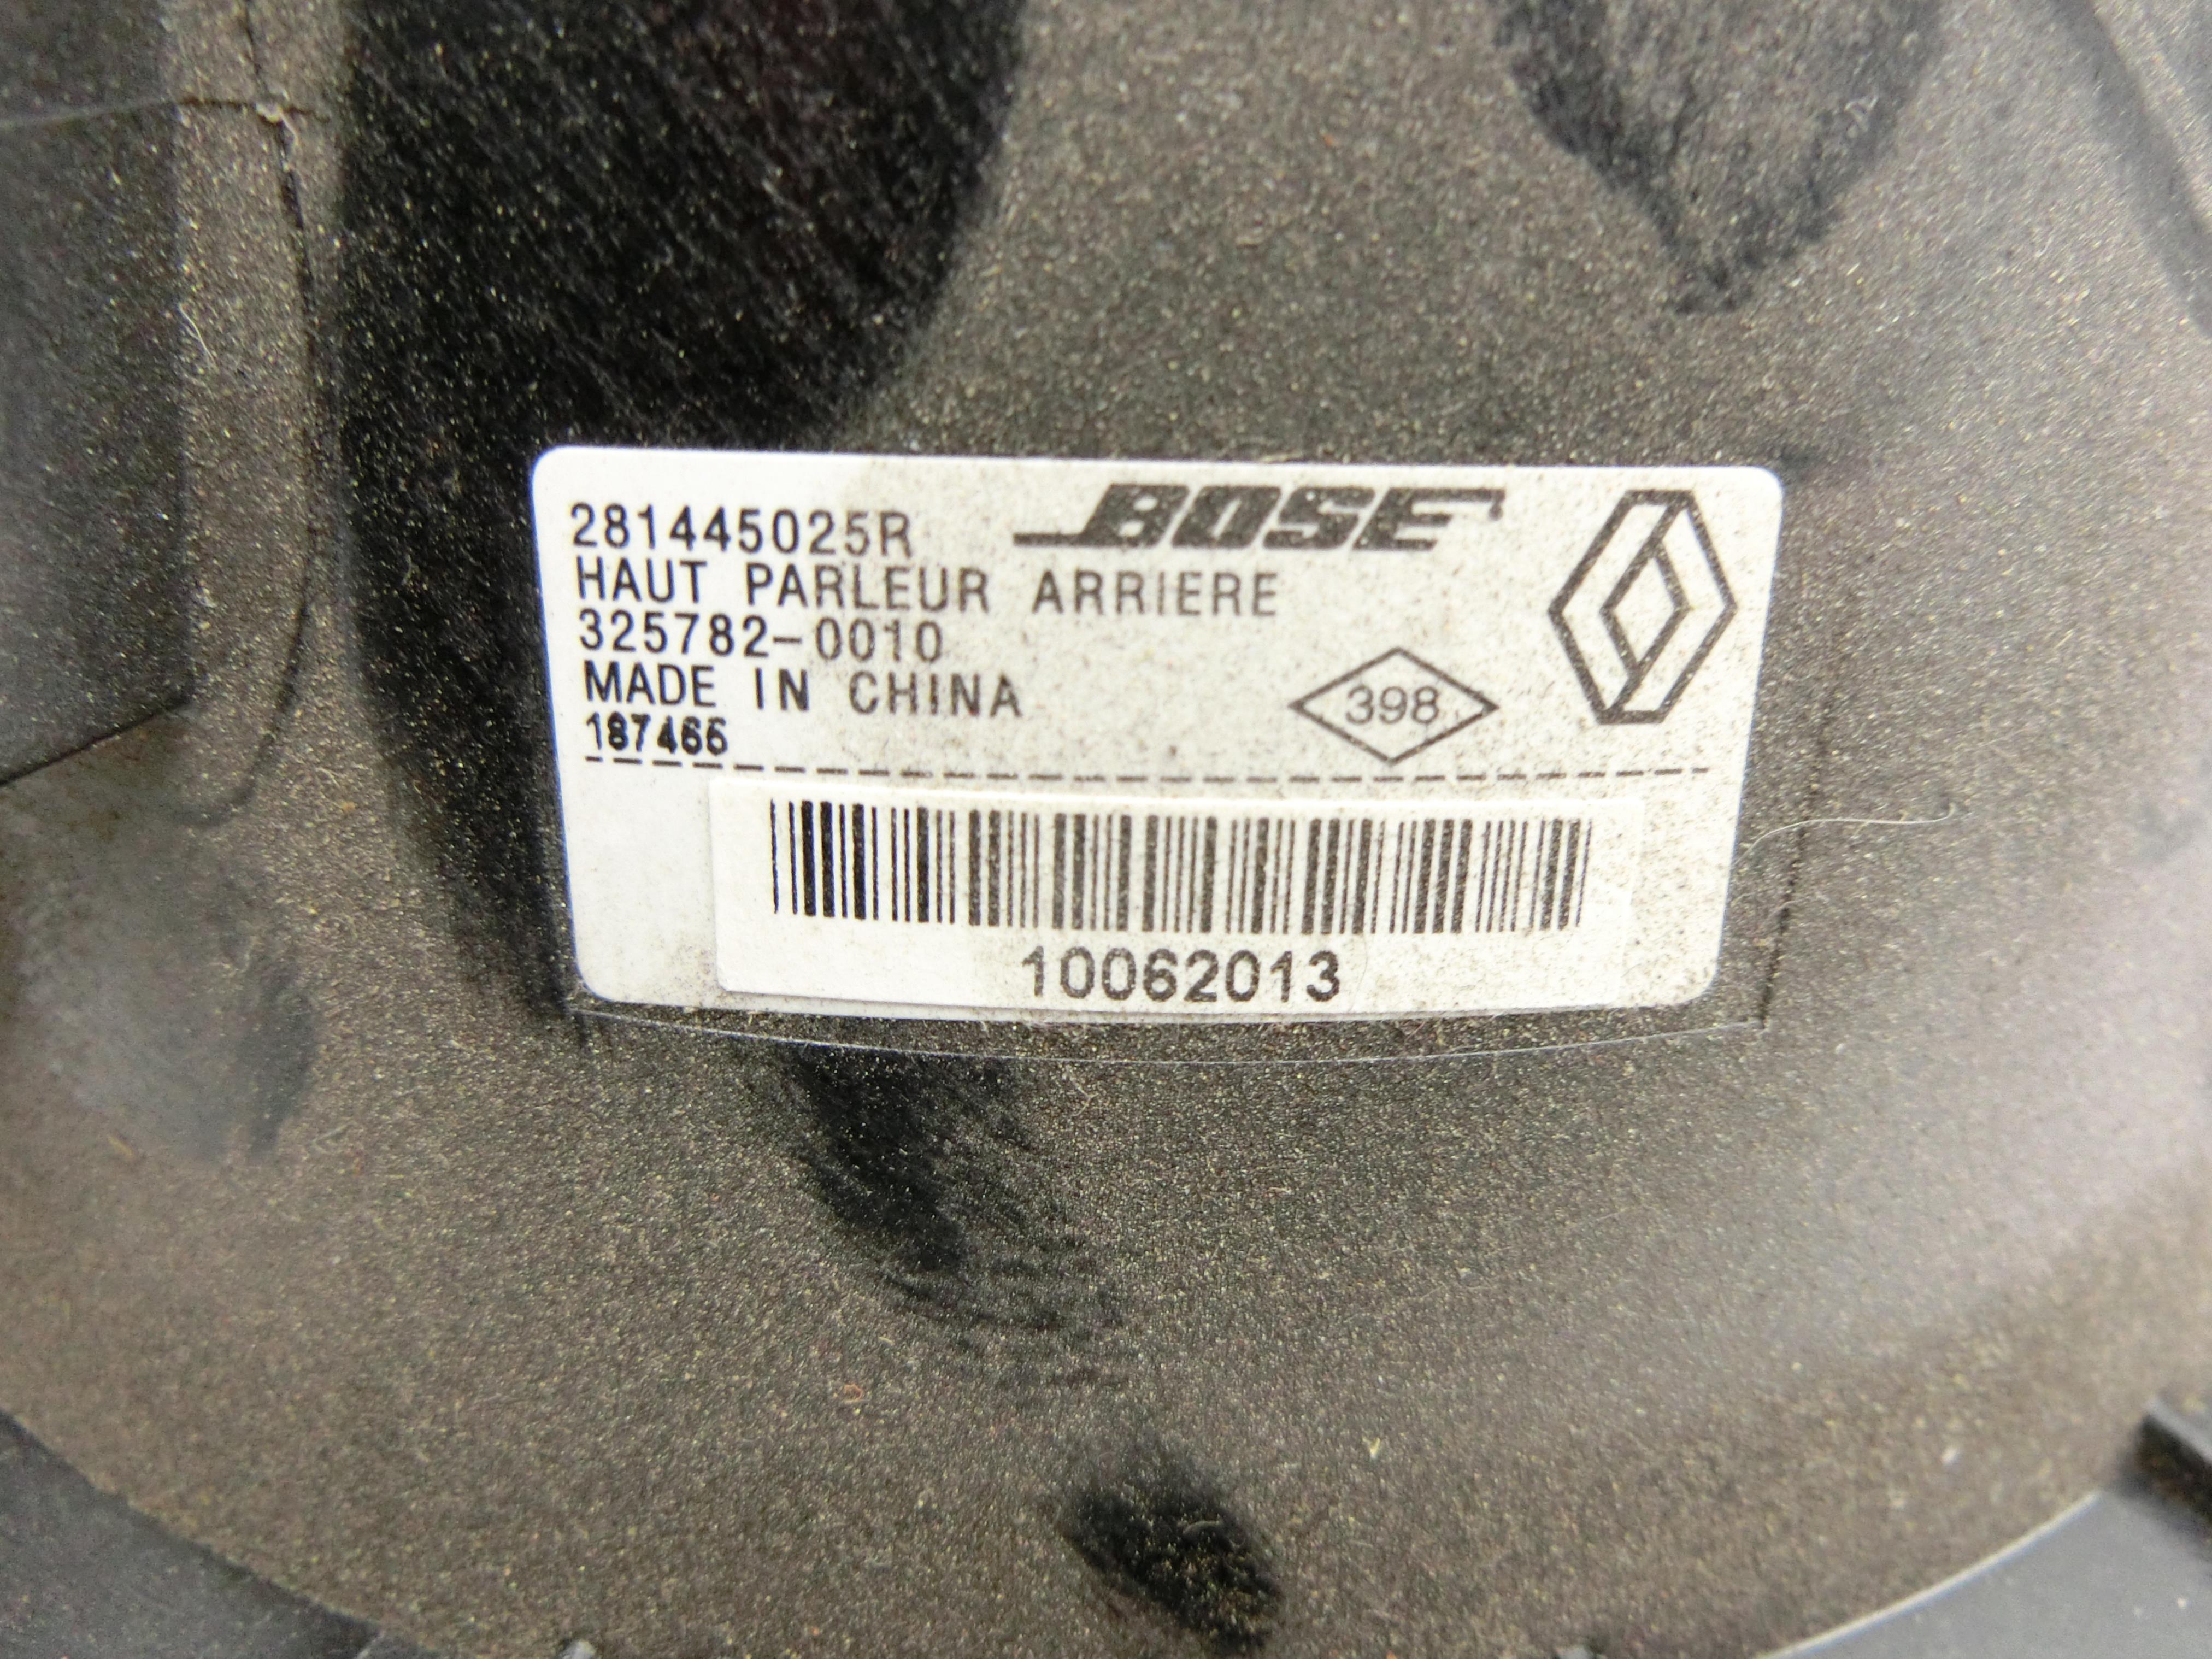 281445025R BOSE
HAUT PARLEUR ARRIERE
325782-0010
MADE IN CHINA
398
187466
10062013